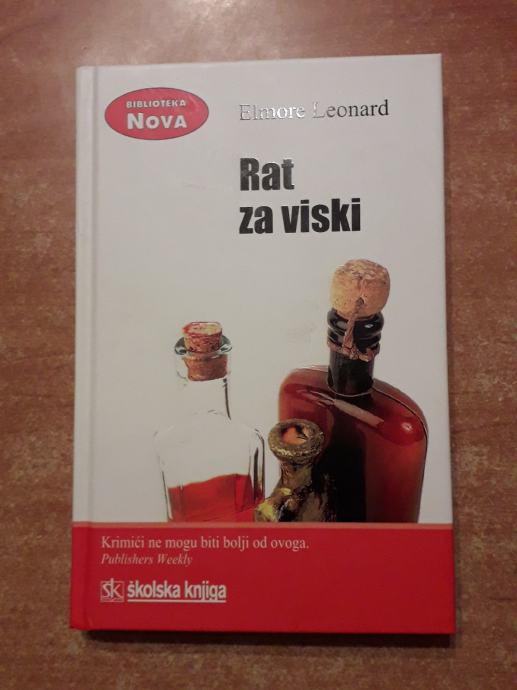 BIBLIOTEKA
NOVA
Elmore Leonard
Rat
za viski
Krimići ne mogu biti bolji od ovoga.
Publishers Weekly
šk školska knjiga